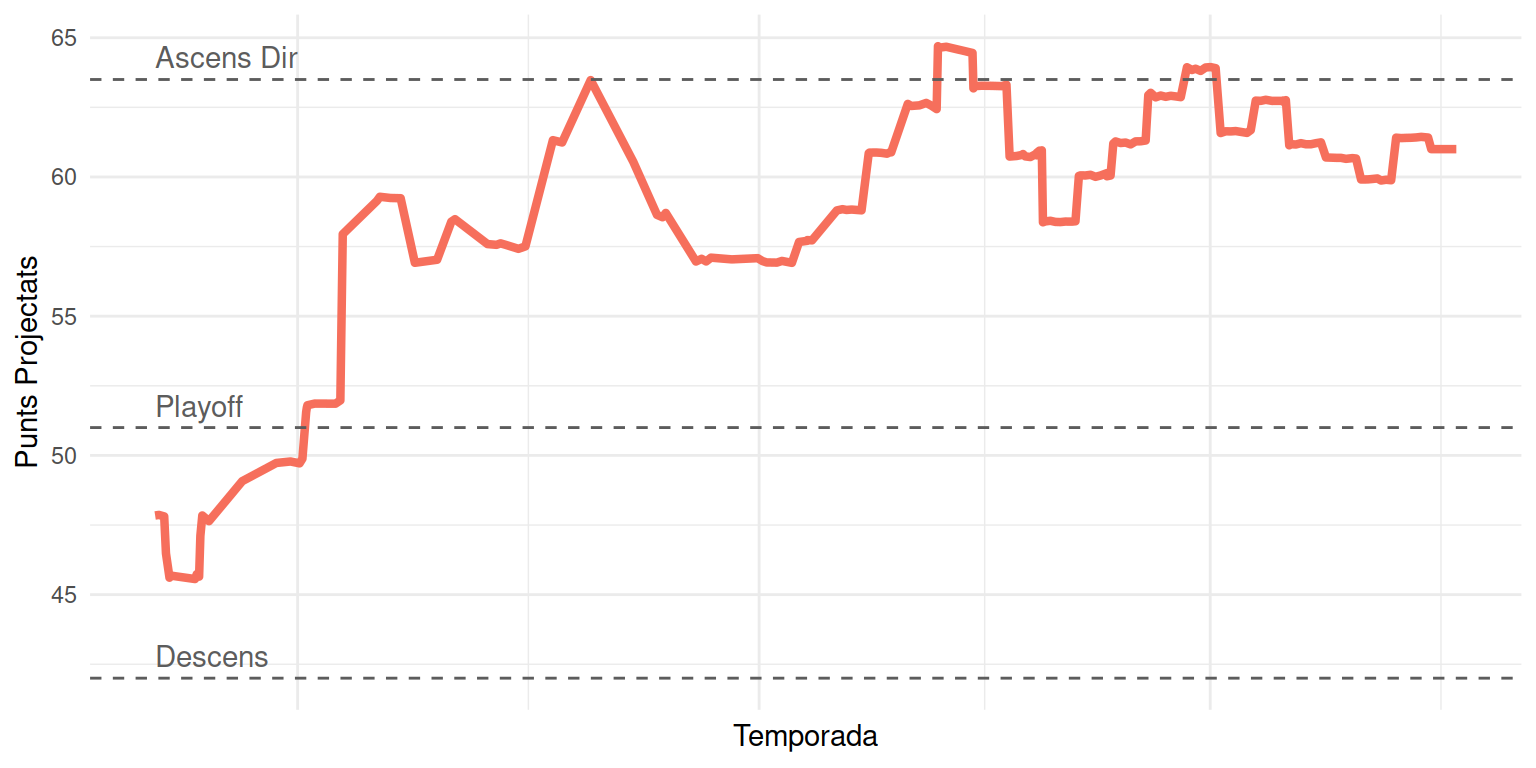 65
Ascens Dir
60
55
Punts Projectats
Playoff
50
45
Descens
Temporada